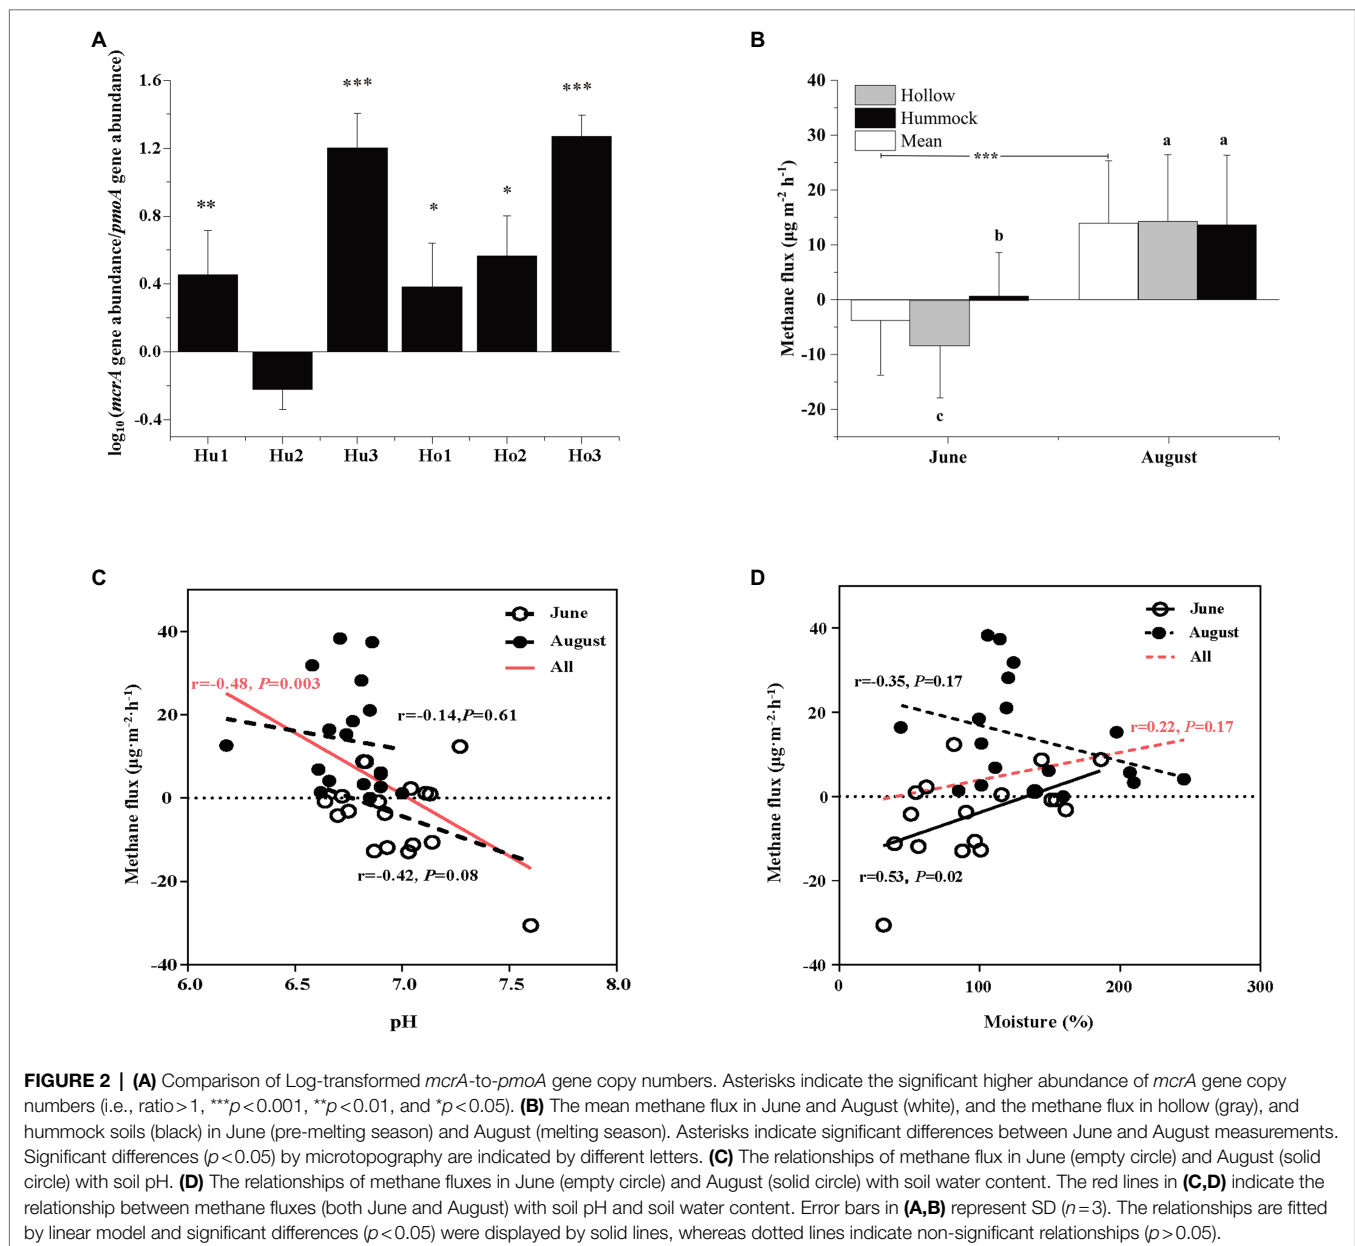 A
log10(mcrA gene abundance/pmoA gene abundance)
1.6
1.2
0.8
0.4
0.0
-0.4
**
***
*
*
***
Hu1 Hu2 Hu3 Ho1 Ho2 Ho3
B
Methane flux (µg m-2 h-1)
40
30
20
10
0
-10
-20
Hollow
Hummock
Mean
***
a a
b
c
June August
C
Methane flux (µg·m-2·h-1)
40
20
0
-20
-40
June
August
All
r=-0.48, P=0.003
r=-0.14,P=0.61
r=-0.42, P=0.08
6.0 6.5 7.0 7.5 8.0
pH
D
Methane flux (µg·m-2·h-1)
40
20
0
-20
-40
June
August
All
r=-0.35, P=0.17
r=0.22, P=0.17
r=0.53, P=0.02
0 100 200 300
Moisture (%)
FIGURE 2 | (A) Comparison of Log-transformed mcrA-to-pmoA gene copy numbers. Asterisks indicate the significant higher abundance of mcrA gene copy
numbers (i.e., ratio>1, ***p<0.001, **p<0.01, and *p<0.05). (B) The mean methane flux in June and August (white), and the methane flux in hollow (gray), and
hummock soils (black) in June (pre-melting season) and August (melting season). Asterisks indicate significant differences between June and August measurements.
Significant differences (p<0.05) by microtopography are indicated by different letters. (C) The relationships of methane flux in June (empty circle) and August (solid
circle) with soil pH. (D) The relationships of methane fluxes in June (empty circle) and August (solid circle) with soil water content. The red lines in (C,D) indicate the
relationship between methane fluxes (both June and August) with soil pH and soil water content. Error bars in (A,B) represent SD (n=3). The relationships are fitted
by linear model and significant differences (p<0.05) were displayed by solid lines, whereas dotted lines indicate non-significant relationships (p>0.05).